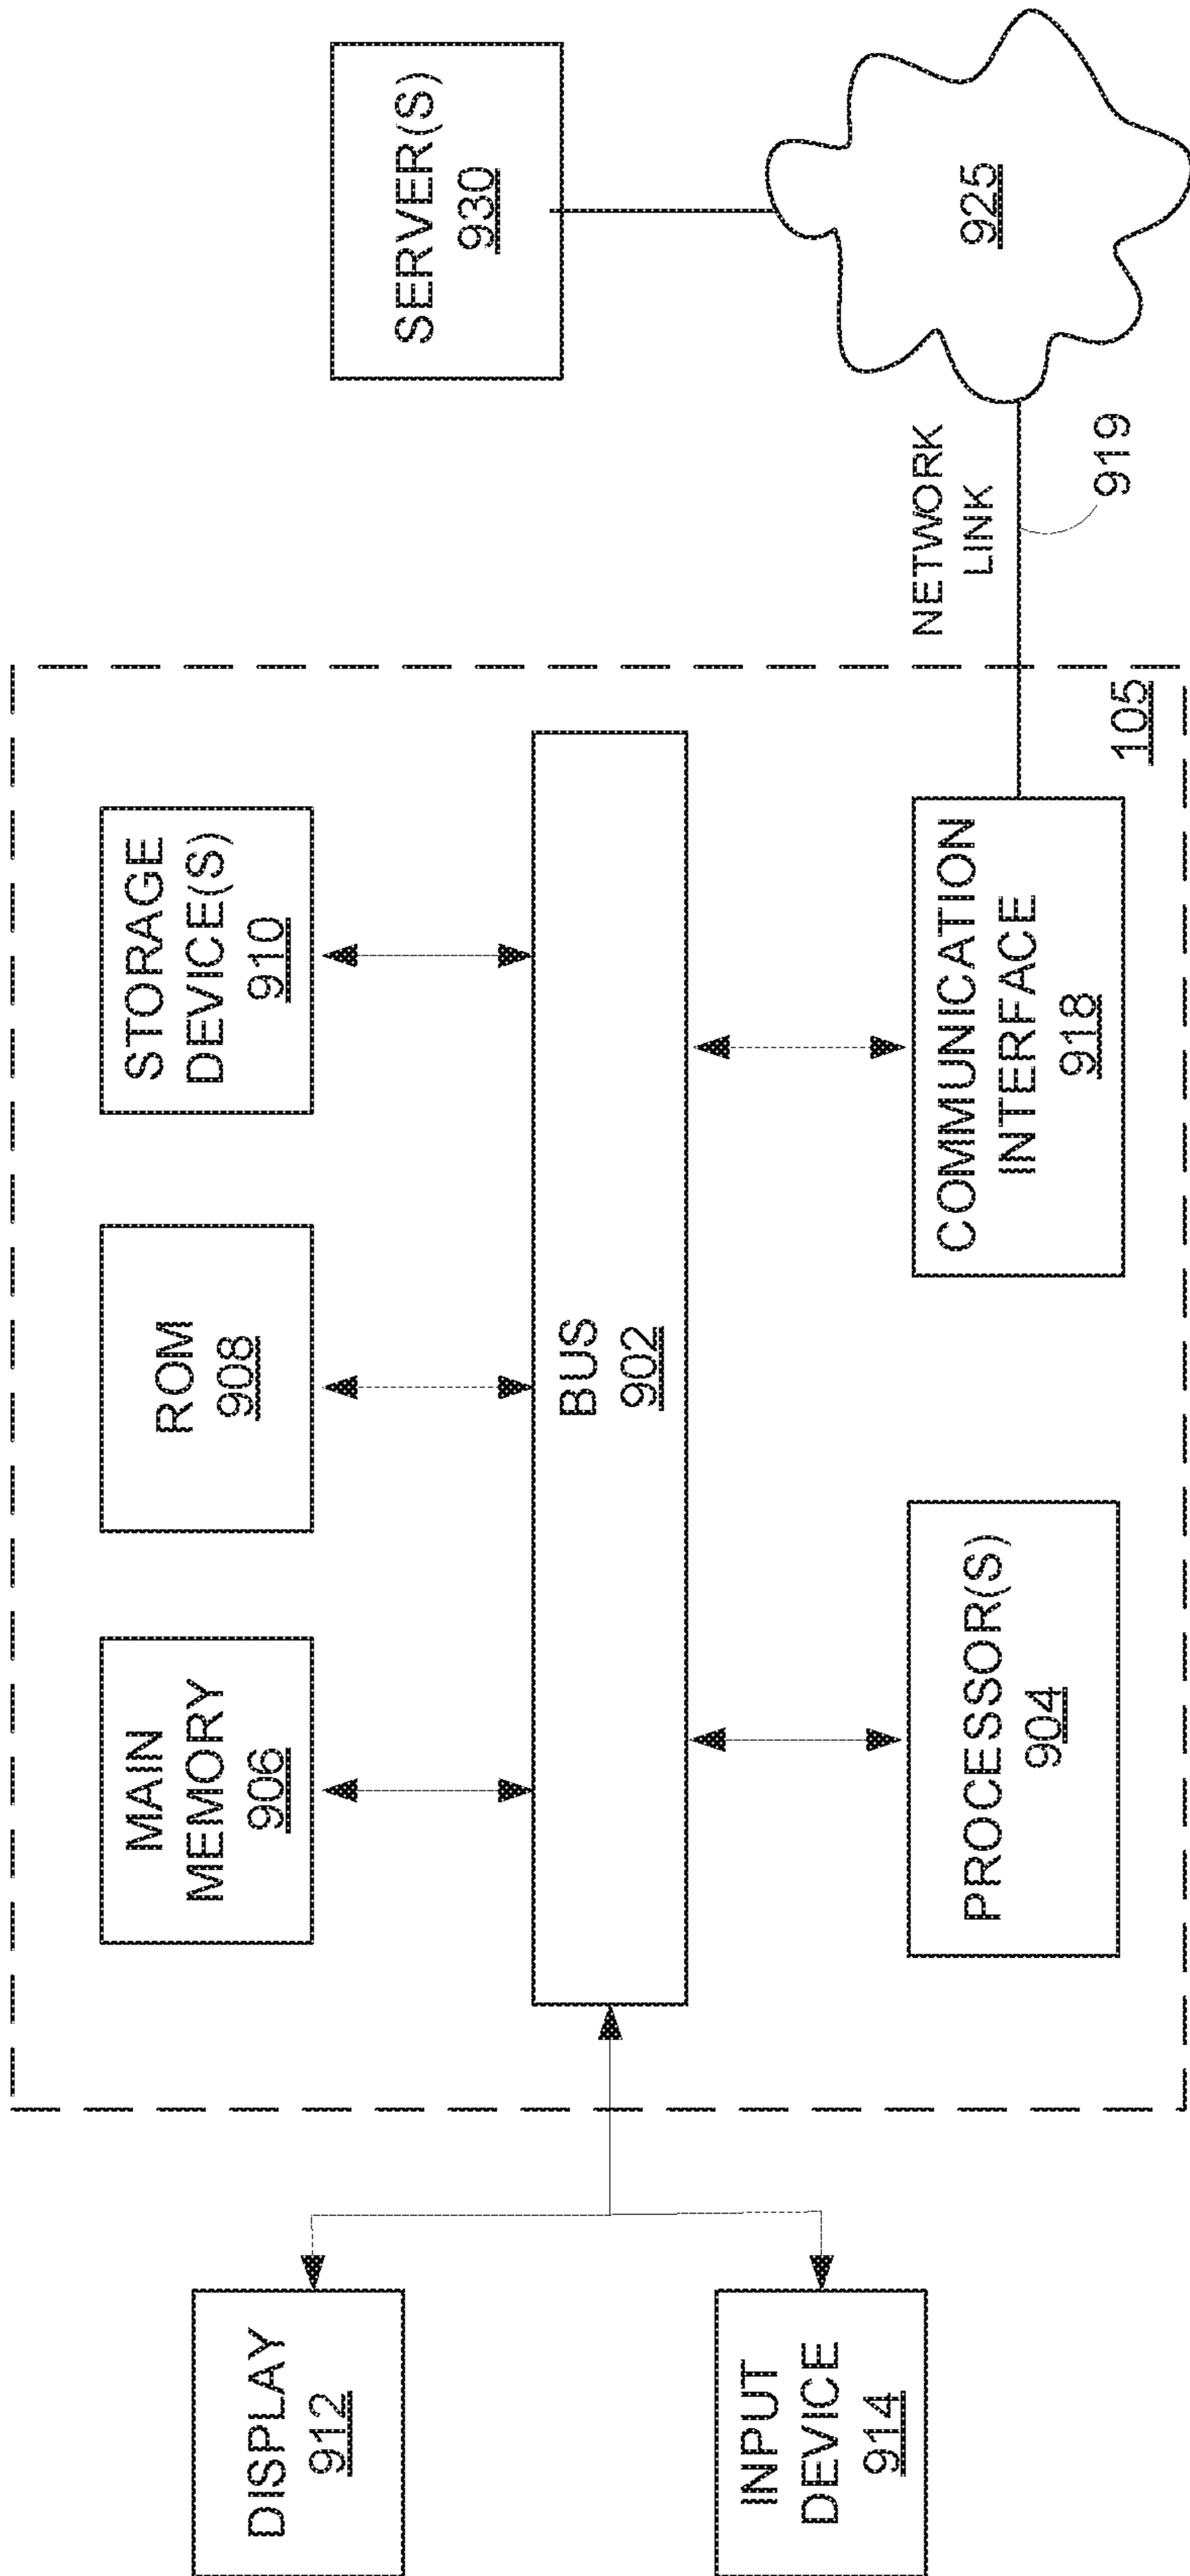 DISPLAY
912
INPUT
DEVICE
914
MAIN
MEMORY
906
ROM
908
STORAGE
DEVICE(S)
910
BUS
902
PROCESSOR(S)
904
COMMUNICATION
INTERFACE
918
105
NETWORK
LINK
919
SERVER(S)
930
925